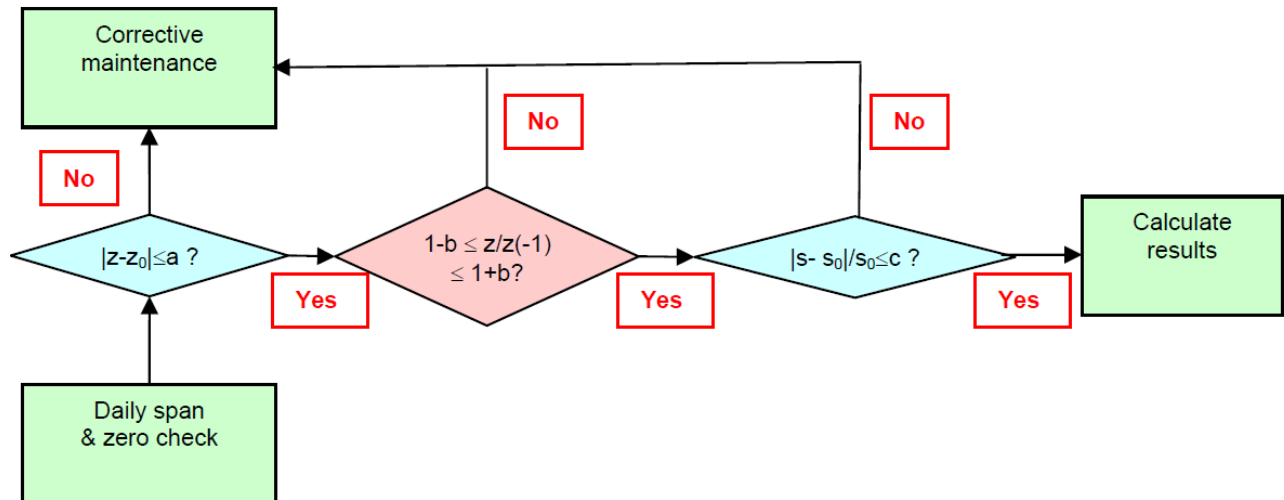 Corrective
maintenance
No
No
No
|z-z₀|≤a ?
1-b ≤ z/z(-1)
≤ 1+b?
|s- s₀|/s₀≤c ?
Calculate
results
Yes
Yes
Yes
Daily span
& zero check